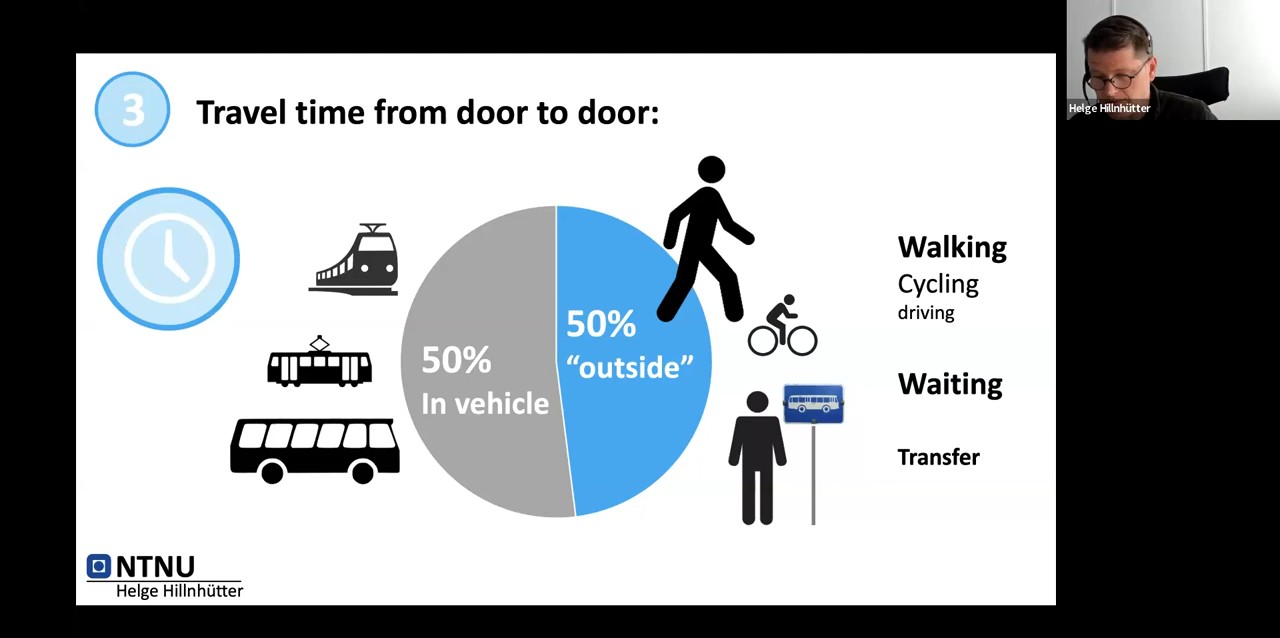 3
Travel time from door to door:
50%
In vehicle
50%
“outside”
Walking
Cycling
driving
Waiting
Transfer
NTNU
Helge Hillnhütter
Helge Hillnhütter